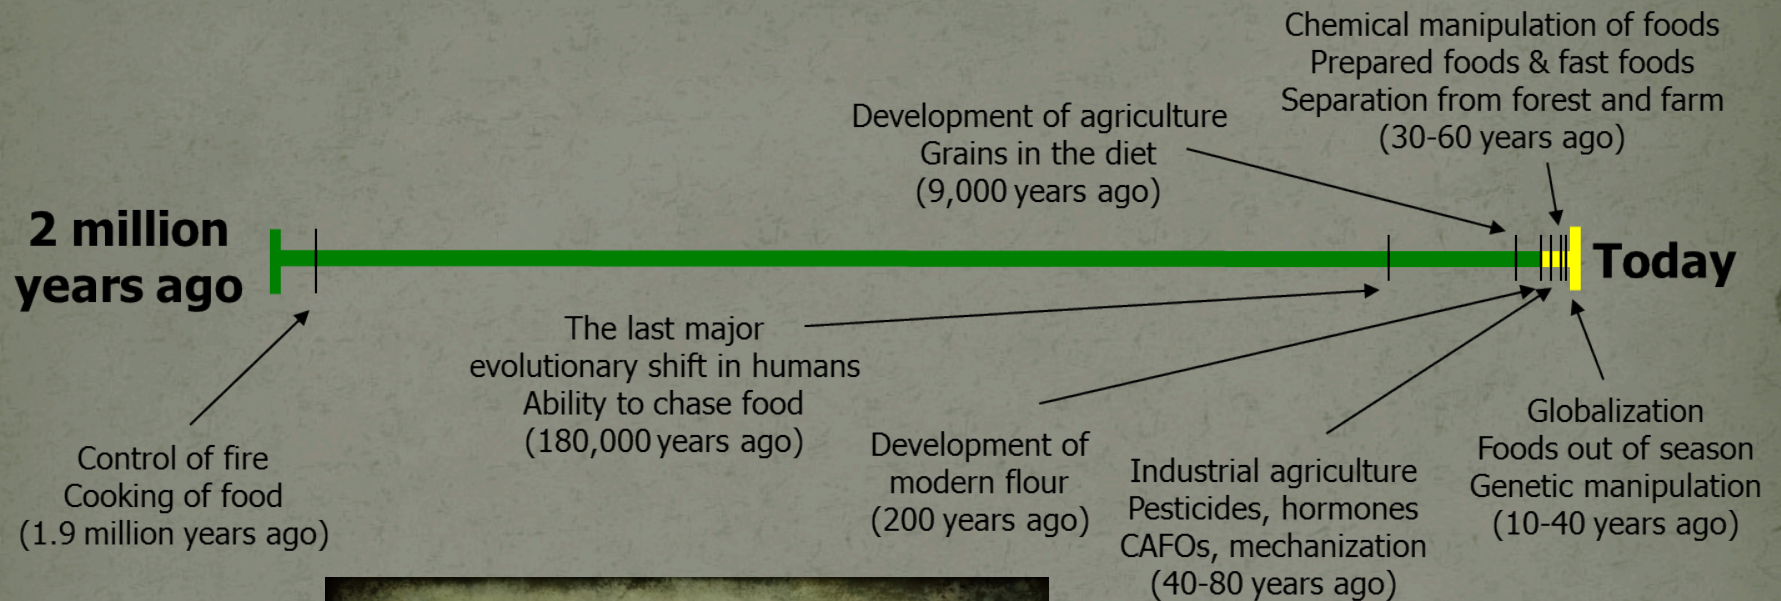 Chemical manipulation of foods
Prepared foods & fast foods
Separation from forest and farm
(30-60 years ago)
Development of agriculture
Grains in the diet
(9,000 years ago)
2 million
years ago
Today
The last major
evolutionary shift in humans
Ability to chase food
(180,000 years ago)
Control of fire
Cooking of food
(1.9 million years ago)
Development of
modern flour
(200 years ago)
Industrial agriculture
Pesticides, hormones
CAFOs, mechanization
(40-80 years ago)
Globalization
Foods out of season
Genetic manipulation
(10-40 years ago)